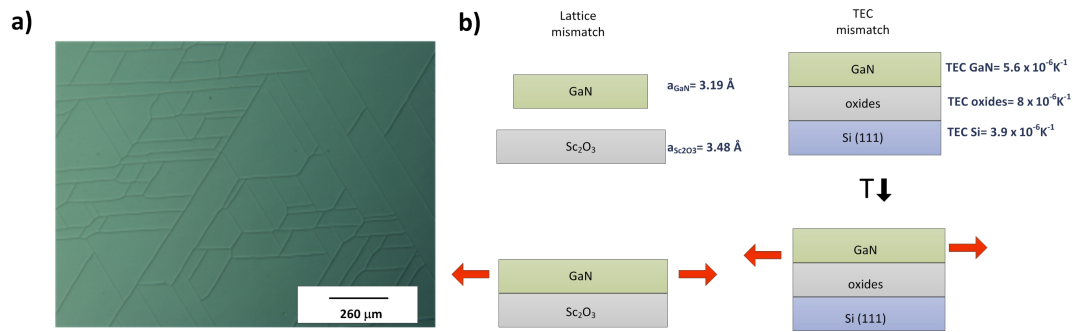 a)
260 μm
b)
Lattice
mismatch
GaN
a_GaN= 3.19 Å
Sc₂O₃
a_Sc2O3= 3.48 Å
GaN
Sc₂O₃
TEC
mismatch
GaN
TEC GaN= 5.6 x 10⁻⁶K⁻¹
oxides
TEC oxides= 8 x 10⁻⁶K⁻¹
Si (111)
TEC Si= 3.9 x 10⁻⁶K⁻¹
T
GaN
oxides
Si (111)